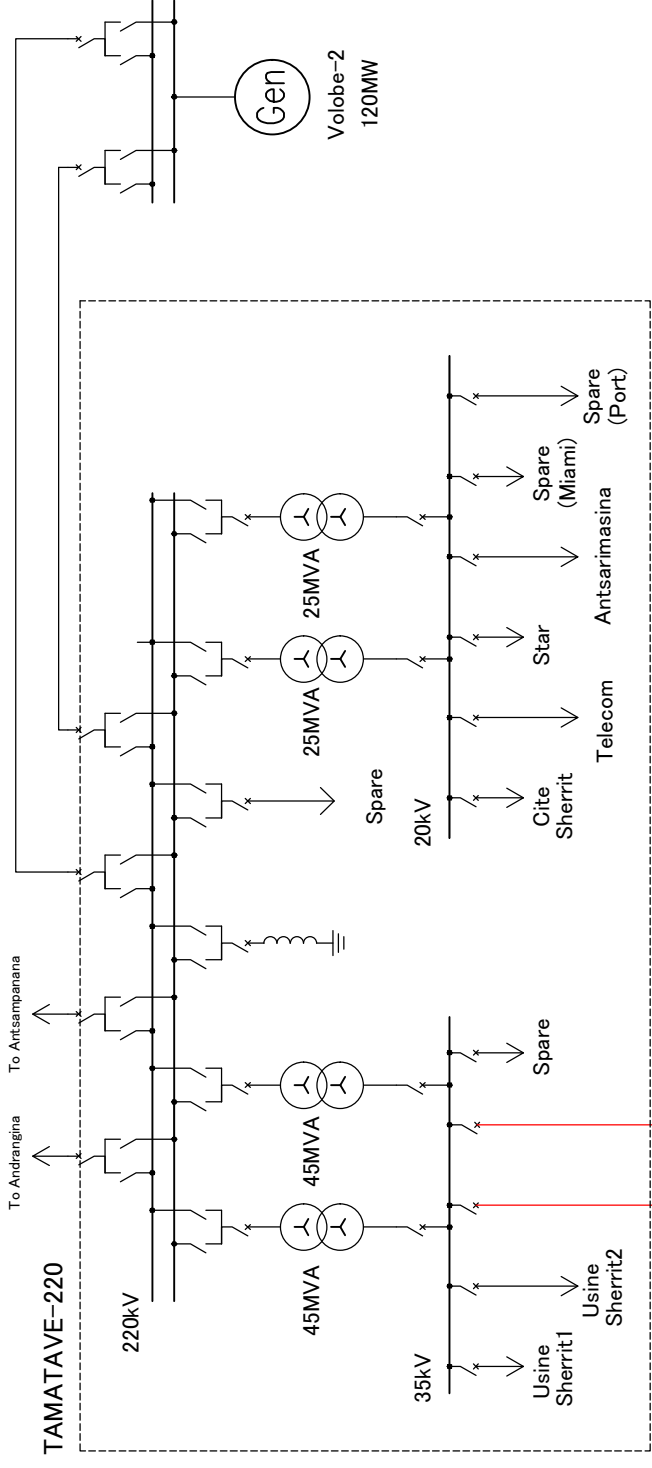 TAMATAVE-220
To Andrangina
To Antsampanana
220kV
45MVA
45MVA
25MVA
25MVA
Spare
35kV
Usine
Sherrit1
Usine
Sherrit2
Spare
20kV
Cite
Sherrit
Telecom
Star
Antsarimasina
Spare
(Miami)
Spare
(Port)
Gen
Volobe-2
120MW